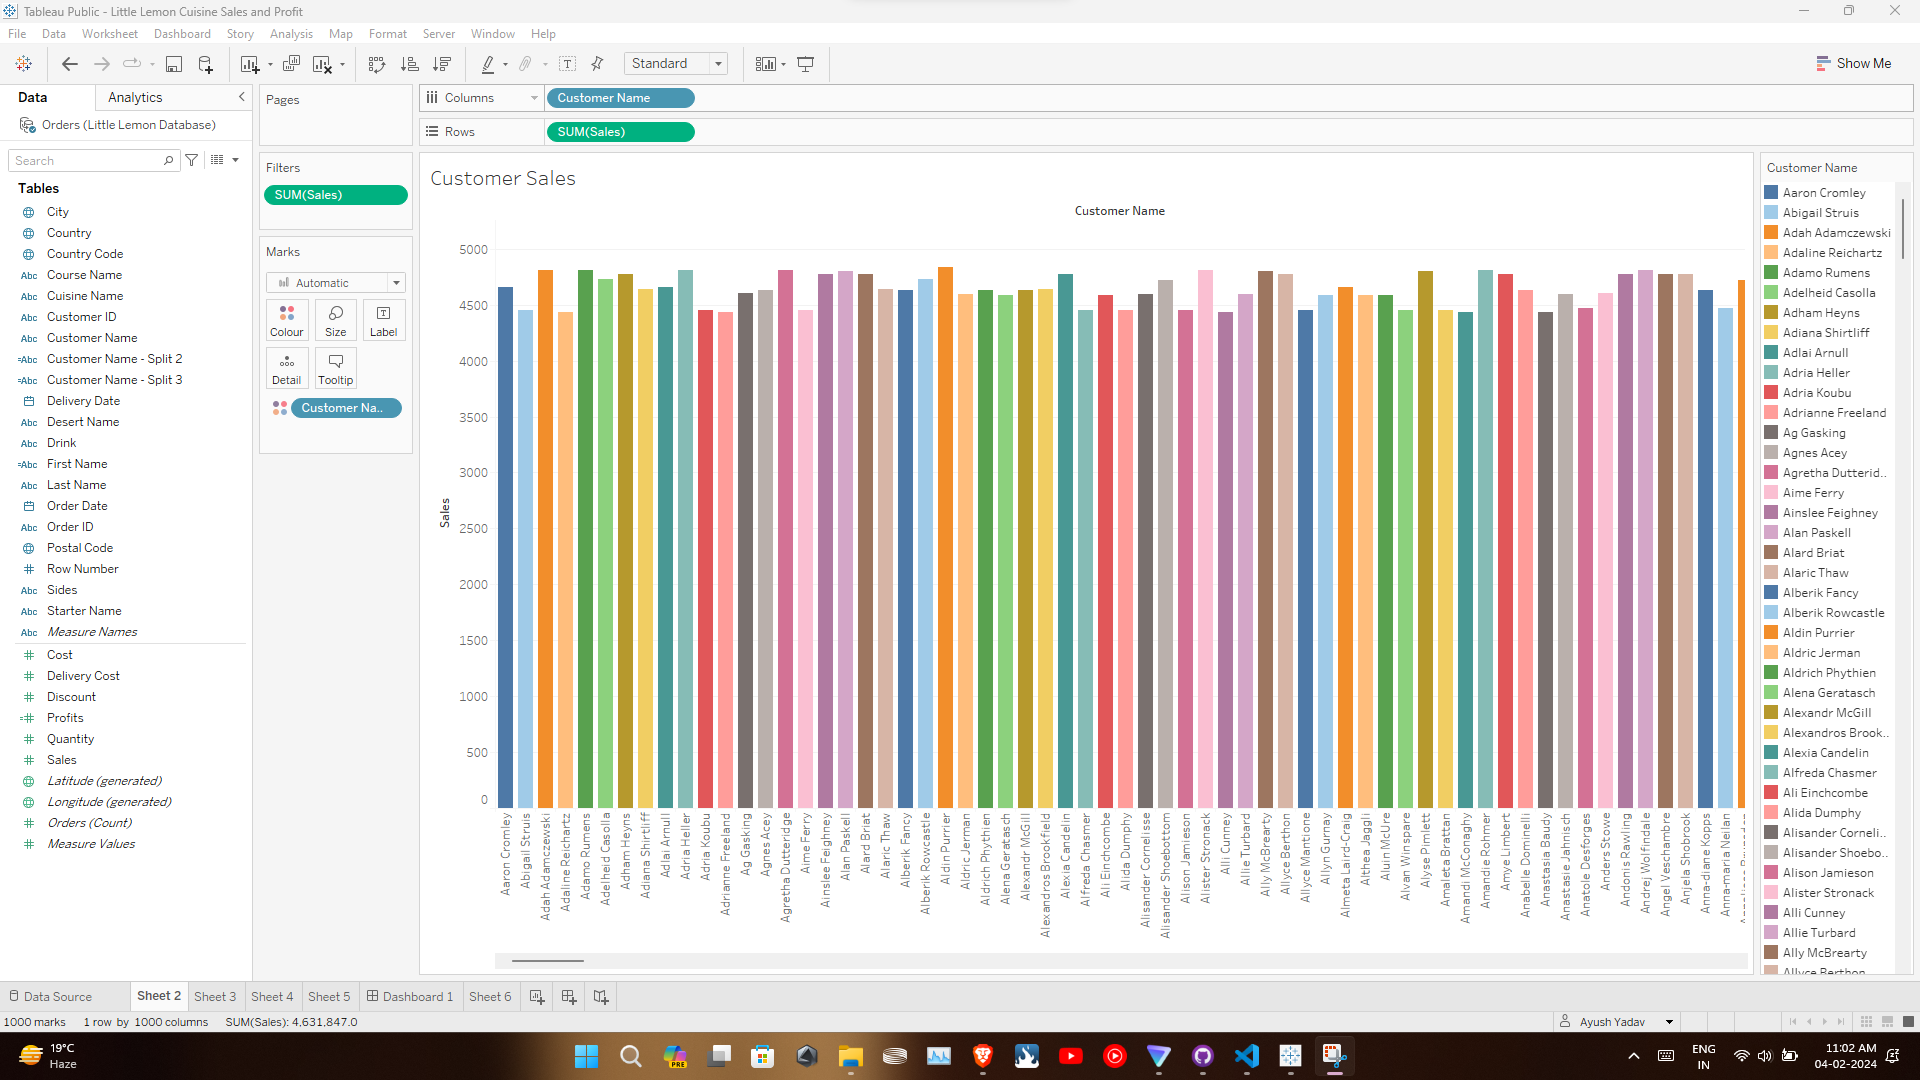 Tableau Public - Little Lemon Cuisine Sales and Profit
File Data Worksheet Dashboard Story Analysis Map Format Server Window Help
Standard
Show Me
Data
Analytics
Orders (Little Lemon Database)
Search
Tables
City
Country
Country Code
Abc Course Name
Abc Cuisine Name
Abc Customer ID
Abc Customer Name
=Abc Customer Name - Split 2
=Abc Customer Name - Split 3
Delivery Date
Abc Desert Name
Abc Drink
=Abc First Name
Abc Last Name
Order Date
Abc Order ID
Postal Code
# Row Number
Abc Sides
Abc Starter Name
Abc Measure Names
# Cost
# Delivery Cost
# Discount
=# Profits
# Quantity
# Sales
Latitude (generated)
Longitude (generated)
# Orders (Count)
# Measure Values
Pages
Filters
SUM(Sales)
Marks
Automatic
Colour
Size
Label
Detail
Tooltip
Customer Na..
Columns
Customer Name
Rows
SUM(Sales)
Customer Sales
Customer Name
Sales
5000
4500
4000
3500
3000
2500
2000
1500
1000
500
0
Aaron Cromley
Abigail Struis
Adah Adamczewski
Adaline Reichartz
Adamo Rumens
Adelheid Casolla
Adham Heyns
Adiana Shirtliff
Adlai Arnull
Adria Heller
Adria Koubu
Adrianne Freeland
Ag Gasking
Agnes Acey
Agretha Dutteridge
Aime Ferry
Ainslee Feighney
Alan Paskell
Alard Briat
Alaric Thaw
Alberik Fancy
Alberik Rowcastle
Aldin Purrier
Aldric Jerman
Aldrich Phythien
Alena Geratasch
Alexandr McGill
Alexandros Brookfield
Alexia Candelin
Alfreda Chasmer
Ali Einchcombe
Alida Dumphy
Alisander Cornelisse
Alisander Shoebottom
Alison Jamieson
Alister Stronack
Alli Cunney
Allie Turbard
Ally McBrearty
Allyce Berthon
Allyce Mantione
Allyn Gurnay
Almeta Laird-Craig
Althea Jaggli
Aluin McUre
Alvan Winspare
Alyse Pimlett
Amaleta Brattan
Amandi McConaghy
Amandie Rohmer
Amy Limbert
Anabelle Dominelli
Anastasia Baudy
Anastasie Jahnisch
Anatole Desforges
Anders Stowe
Andonis Rawling
Andrej Wolfindale
Angel Veschambre
Anjela Shobrook
Anna-diane Kopps
Anna-maria Neilan
Customer Name
Aaron Cromley
Abigail Struis
Adah Adamczewski
Adaline Reichartz
Adamo Rumens
Adelheid Casolla
Adham Heyns
Adiana Shirtliff
Adlai Arnull
Adria Heller
Adria Koubu
Adrianne Freeland
Ag Gasking
Agnes Acey
Agretha Dutterid..
Aime Ferry
Ainslee Feighney
Alan Paskell
Alard Briat
Alaric Thaw
Alberik Fancy
Alberik Rowcastle
Aldin Purrier
Aldric Jerman
Aldrich Phythien
Alena Geratasch
Alexandr McGill
Alexandros Brook..
Alexia Candelin
Alfreda Chasmer
Ali Einchcombe
Alida Dumphy
Alisander Corneli..
Alisander Shoebo..
Alison Jamieson
Alister Stronack
Alli Cunney
Allie Turbard
Ally McBrearty
Allyce Berthon
Data Source
Sheet 2
Sheet 3
Sheet 4
Sheet 5
Dashboard 1
Sheet 6
1000 marks
1 row by 1000 columns
SUM(Sales): 4,631,847.0
Ayush Yadav
19°C
Haze
PRE
ENG
IN
11:02 AM
04-02-2024